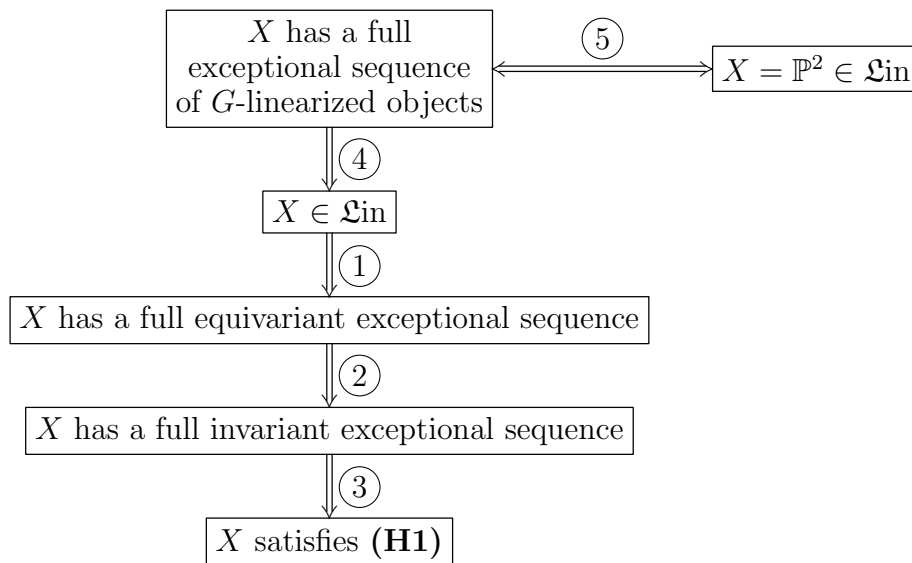 X has a full
exceptional sequence
of G-linearized objects
⑤
X = ℙ² ∈ 𝕷in
④
X ∈ 𝕷in
①
X has a full equivariant exceptional sequence
②
X has a full invariant exceptional sequence
③
X satisfies (H1)